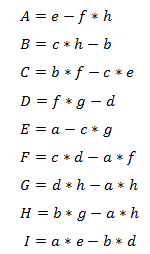 A = e − f * h
B = c * h − b
C = b * f − c * e
D = f * g − d
E = a − c * g
F = c * d − a * f
G = d * h − a * h
H = b * g − a * h
I = a * e − b * d